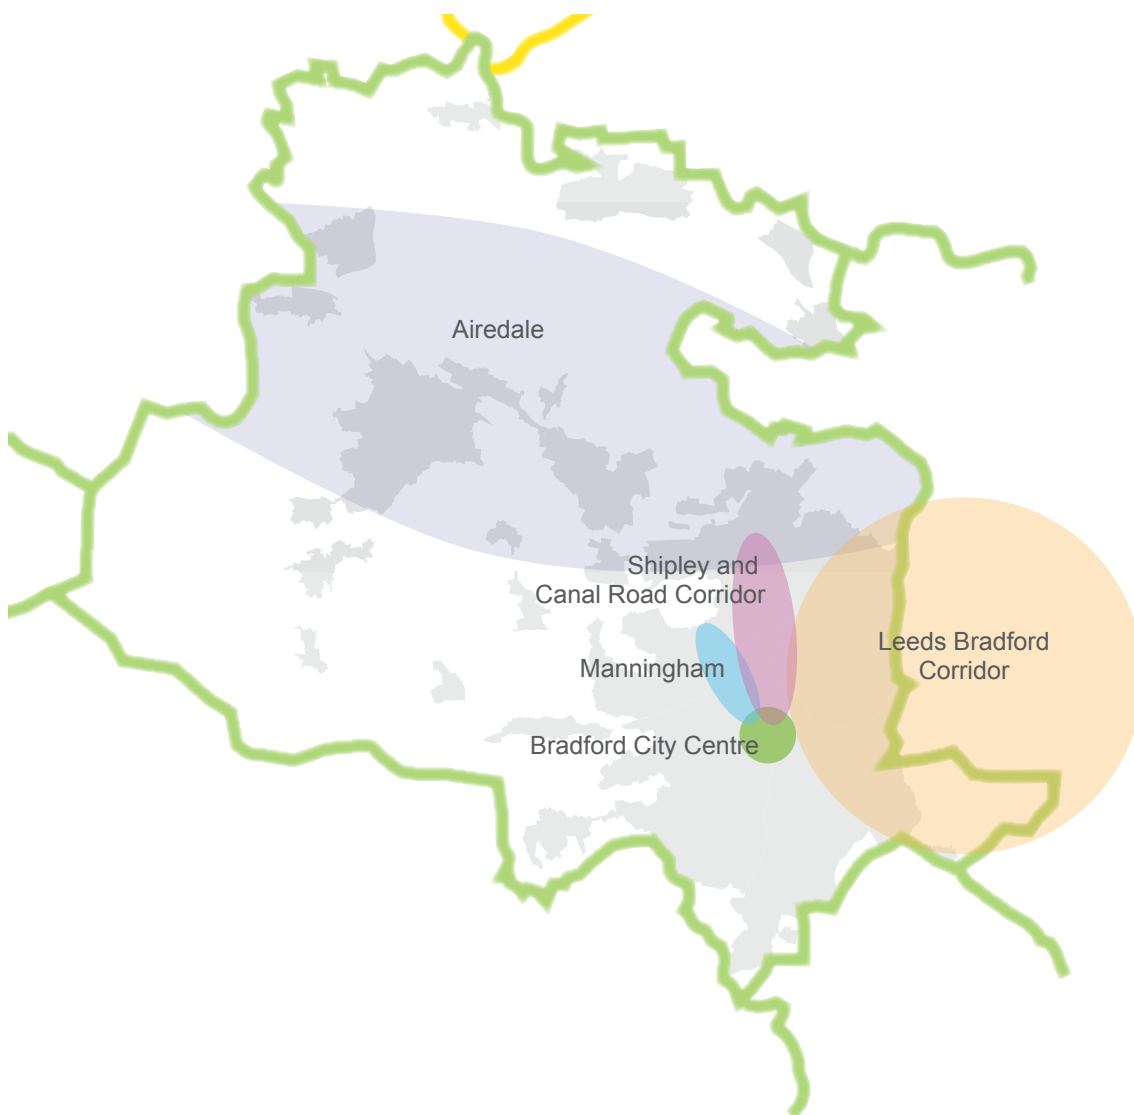 Airedale
Shipley and
Canal Road Corridor
Leeds Bradford
Corridor
Manningham
Bradford City Centre